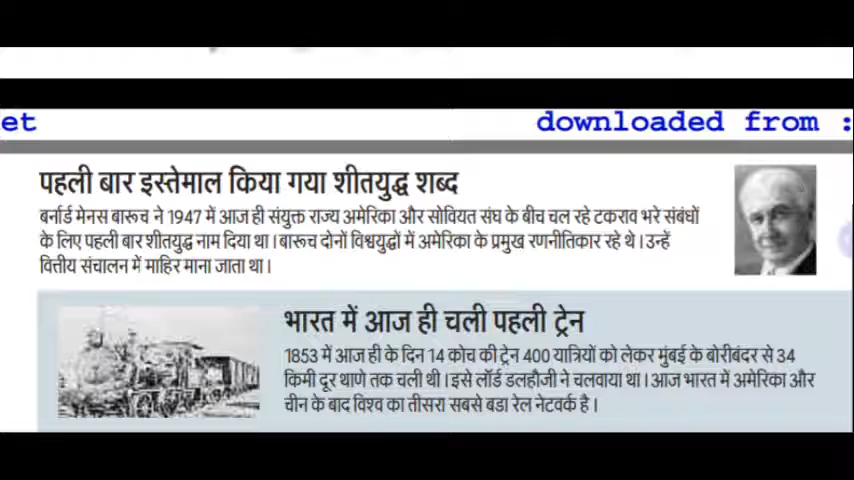 et
downloaded from :
पहली बार इस्तेमाल किया गया शीतयुद्ध शब्द
बर्नार्ड मेनस बारूच ने 1947 में आज ही संयुक्त राज्य अमेरिका और सोवियत संघ के बीच चल रहे टकराव भरे संबंधों
के लिए पहली बार शीतयुद्ध नाम दिया था। बारूच दोनों विश्वयुद्धों में अमेरिका के प्रमुख रणनीतिकार रहे थे। उन्हें
वित्तीय संचालन में माहिर माना जाता था।
भारत में आज ही चली पहली ट्रेन
1853 में आज ही के दिन 14 कोच की ट्रेन 400 यात्रियों को लेकर मुंबई के बोरीबंदर से 34
किमी दूर थाणे तक चली थी। इसे लॉर्ड डलहौजी ने चलवाया था। आज भारत में अमेरिका और
चीन के बाद विश्व का तीसरा सबसे बडा रेल नेटवर्क है।